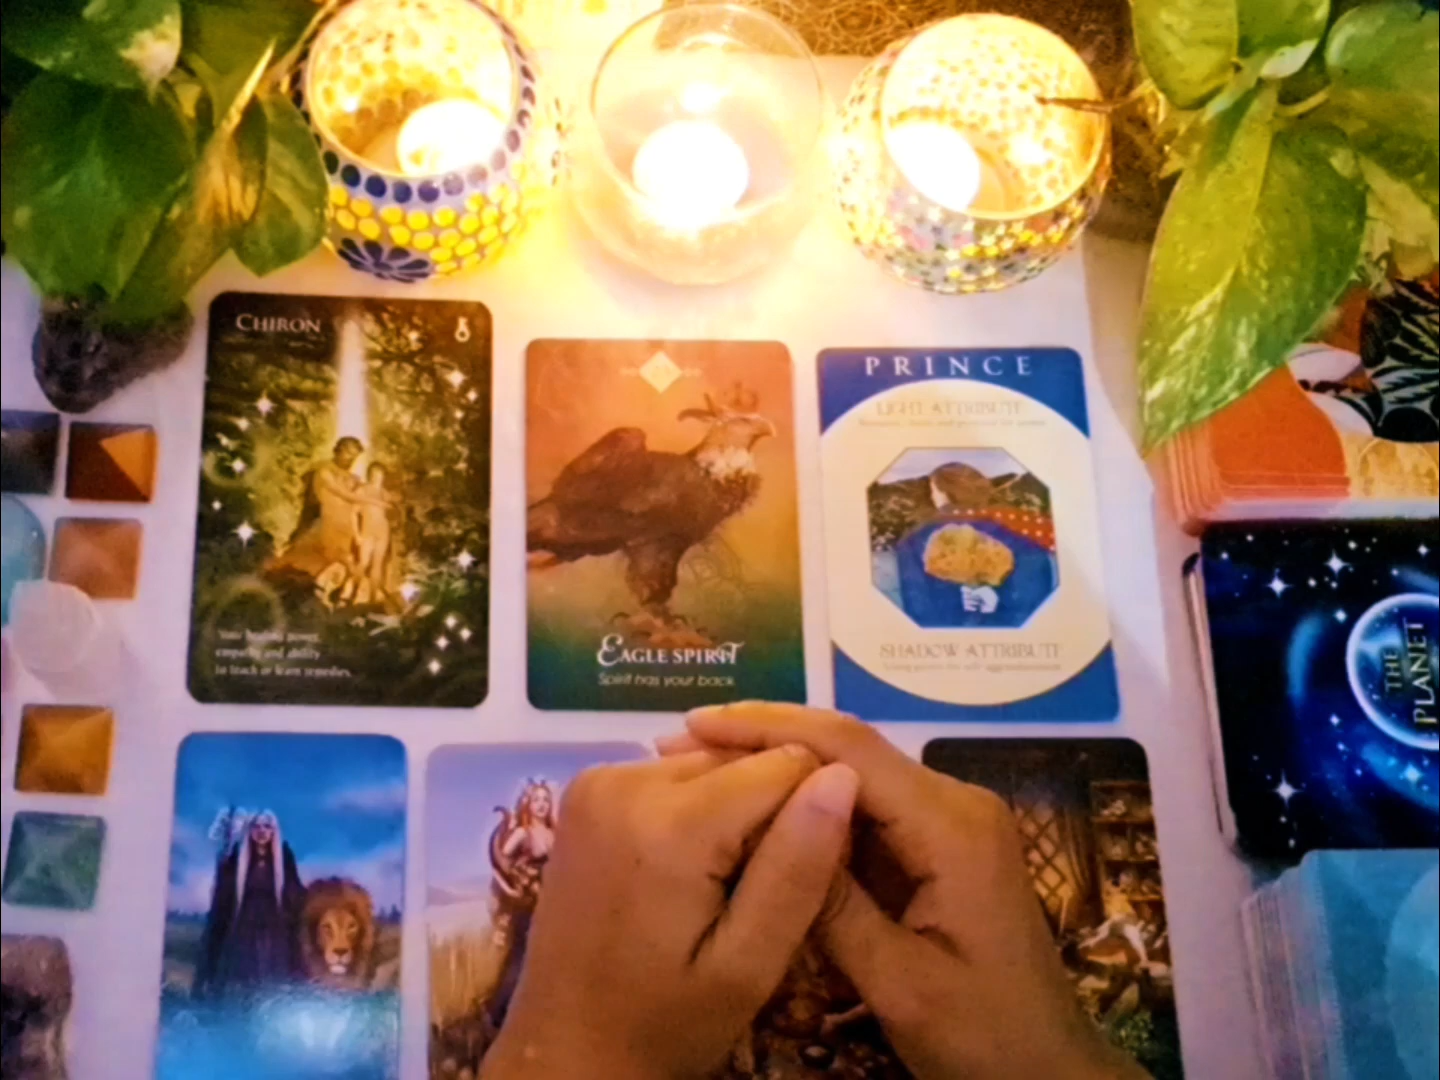 CHIRON
Your healing power,
empathy and ability
to teach or learn remedies.
EAGLE SPIRIT
Spirit has your back
PRINCE
LIGHT ATTRIBUTE
SHADOW ATTRIBUTE
THE
PLANET